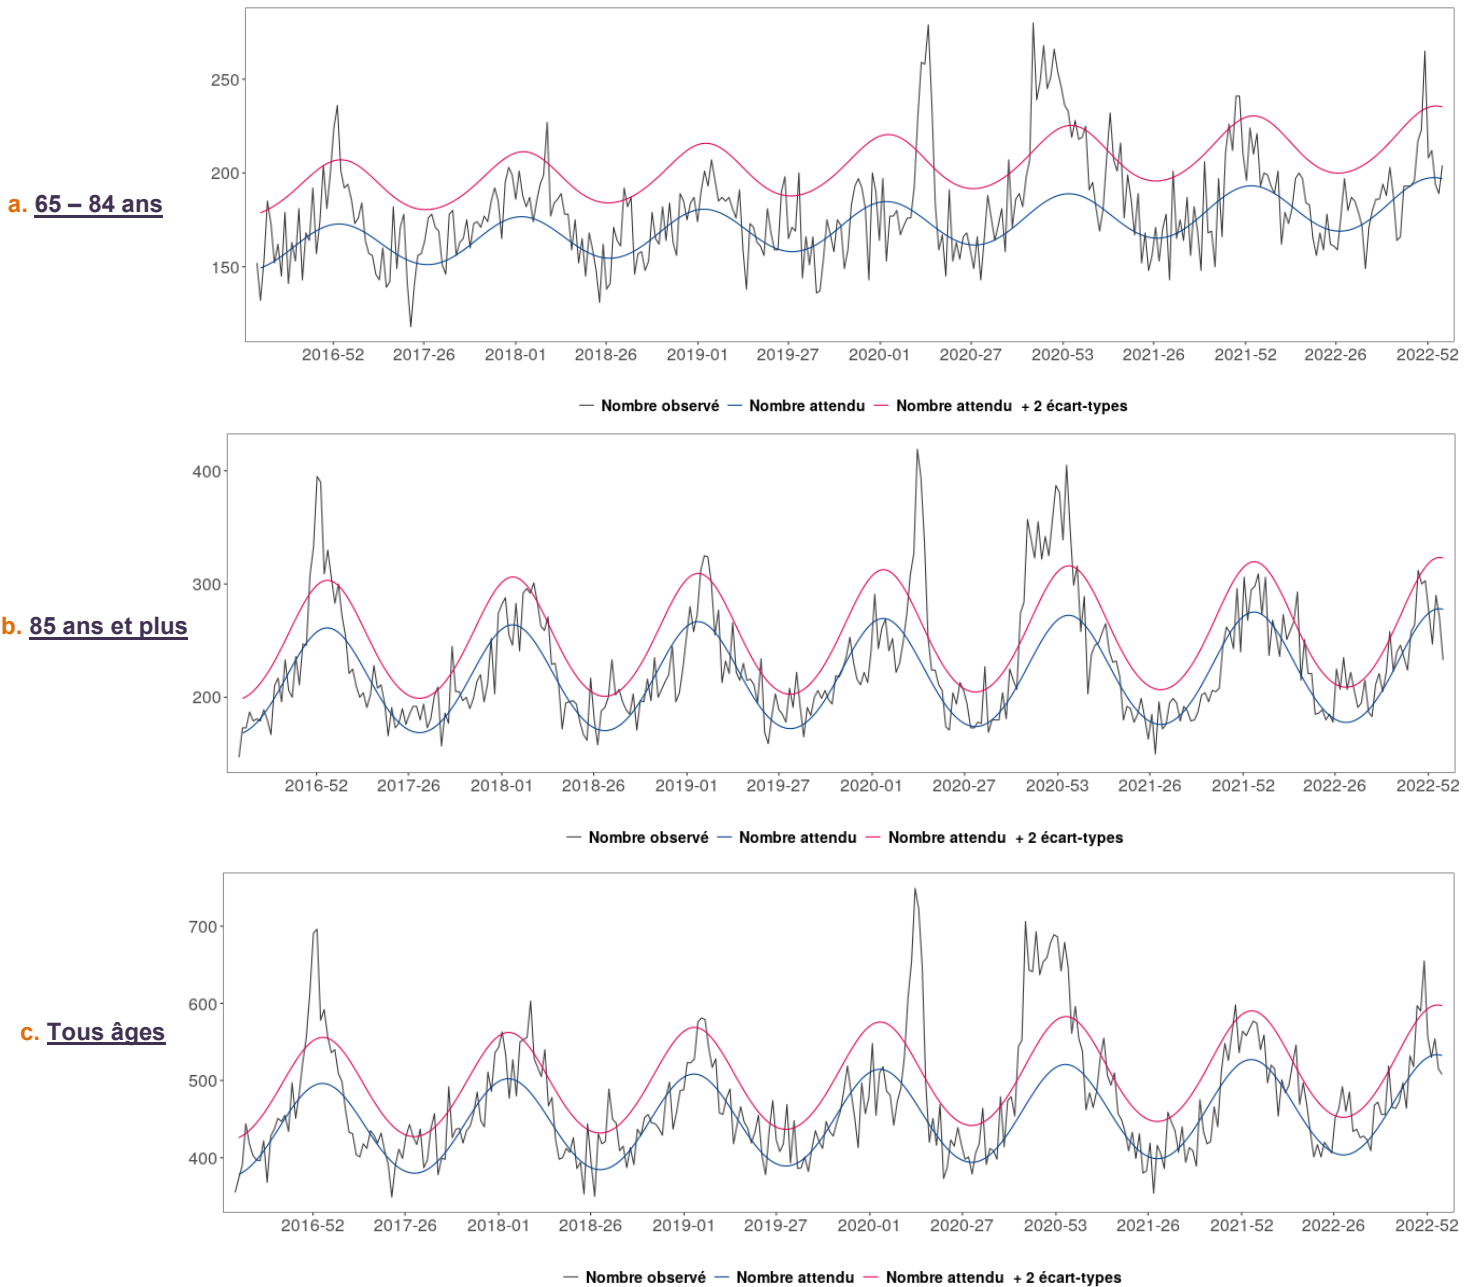 250
200
150
a. 65 – 84 ans
2016-52 2017-26 2018-01 2018-26 2019-01 2019-27 2020-01 2020-27 2020-53 2021-26 2021-52 2022-26 2022-52
Nombre observé Nombre attendu Nombre attendu + 2 écart-types
400
300
200
b. 85 ans et plus
2016-52 2017-26 2018-01 2018-26 2019-01 2019-27 2020-01 2020-27 2020-53 2021-26 2021-52 2022-26 2022-52
Nombre observé Nombre attendu Nombre attendu + 2 écart-types
700
600
500
400
c. Tous âges
2016-52 2017-26 2018-01 2018-26 2019-01 2019-27 2020-01 2020-27 2020-53 2021-26 2021-52 2022-26 2022-52
Nombre observé Nombre attendu Nombre attendu + 2 écart-types